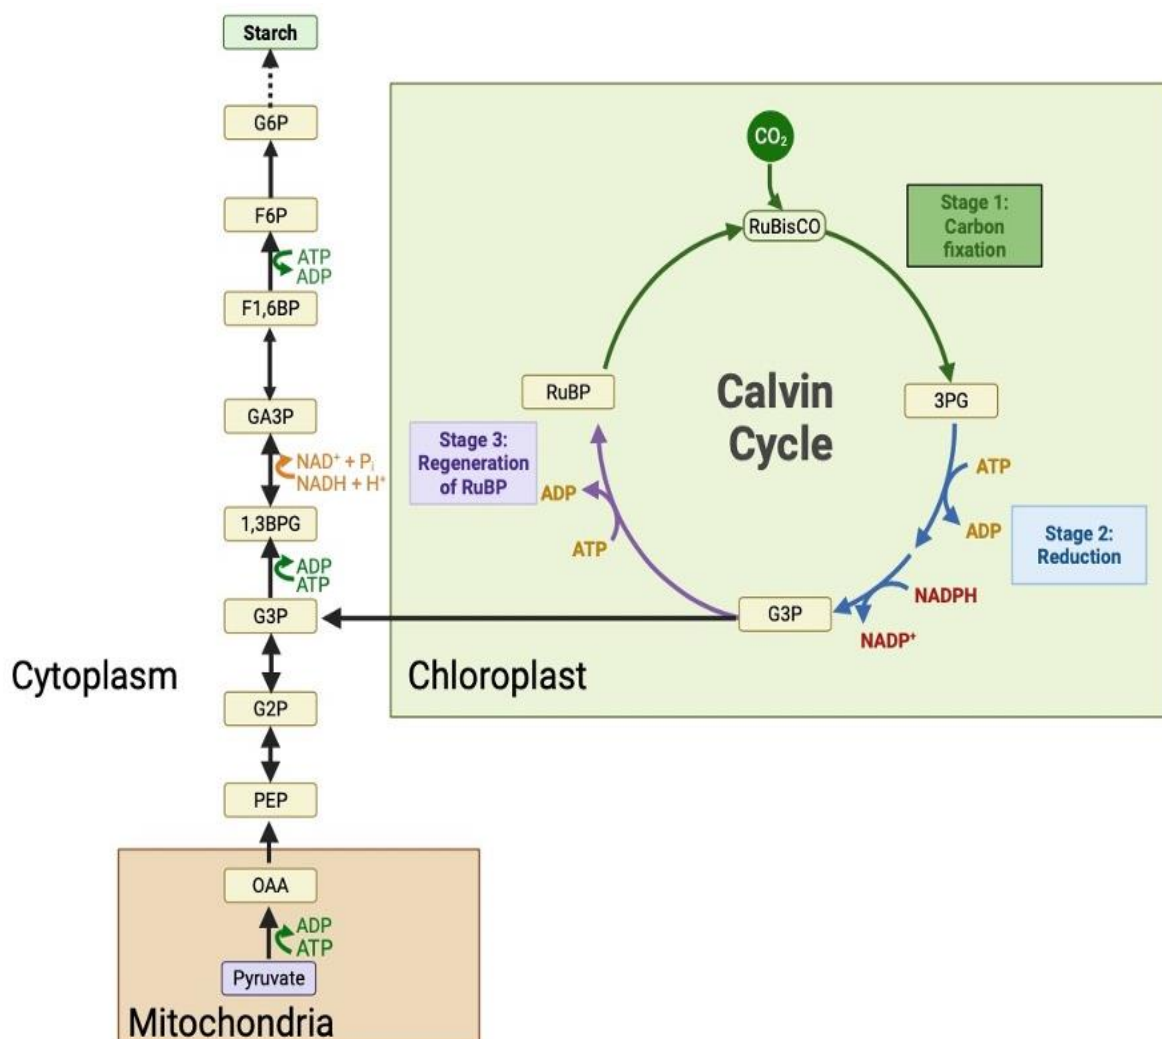 Starch
G6P
F6P
ATP
ADP
F1,6BP
GA3P
NAD⁺ + Pᵢ
NADH + H⁺
1,3BPG
ADP
ATP
G3P
Cytoplasm
G2P
PEP
OAA
ADP
ATP
Pyruvate
Mitochondria
CO₂
RuBisCO
Stage 1:
Carbon
fixation
RuBP
Calvin
Cycle
3PG
Stage 3:
Regeneration
of RuBP
ADP
ATP
ATP
ADP
Stage 2:
Reduction
NADPH
NADP⁺
G3P
Chloroplast